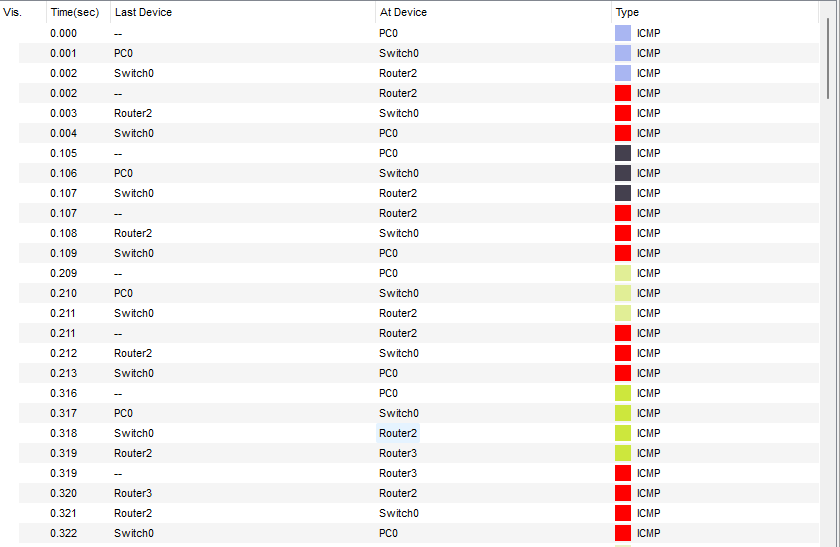 Vis. Time(sec) Last Device At Device Type
0.000 -- PC0 ICMP
0.001 PC0 Switch0 ICMP
0.002 Switch0 Router2 ICMP
0.002 -- Router2 ICMP
0.003 Router2 Switch0 ICMP
0.004 Switch0 PC0 ICMP
0.105 -- PC0 ICMP
0.106 PC0 Switch0 ICMP
0.107 Switch0 Router2 ICMP
0.107 -- Router2 ICMP
0.108 Router2 Switch0 ICMP
0.109 Switch0 PC0 ICMP
0.209 -- PC0 ICMP
0.210 PC0 Switch0 ICMP
0.211 Switch0 Router2 ICMP
0.211 -- Router2 ICMP
0.212 Router2 Switch0 ICMP
0.213 Switch0 PC0 ICMP
0.316 -- PC0 ICMP
0.317 PC0 Switch0 ICMP
0.318 Switch0 Router2 ICMP
0.319 Router2 Router3 ICMP
0.319 -- Router3 ICMP
0.320 Router3 Router2 ICMP
0.321 Router2 Switch0 ICMP
0.322 Switch0 PC0 ICMP